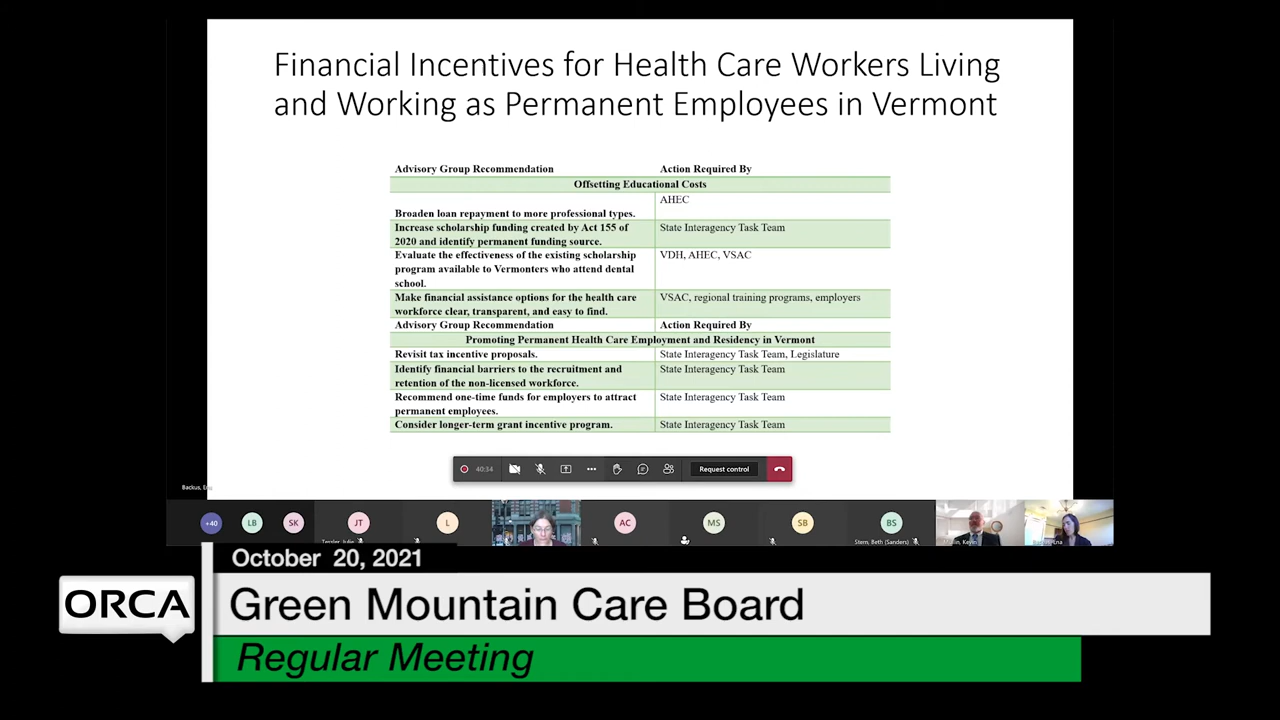 Financial Incentives for Health Care Workers Living
and Working as Permanent Employees in Vermont
Advisory Group Recommendation Action Required By
Offsetting Educational Costs
AHEC
Broaden loan repayment to more professional types.
Increase scholarship funding created by Act 155 of State Interagency Task Team
2020 and identify permanent funding source.
Evaluate the effectiveness of the existing scholarship VDH, AHEC, VSAC
program available to Vermonters who attend dental
school.
Make financial assistance options for the health care VSAC, regional training programs, employers
workforce clear, transparent, and easy to find.
Advisory Group Recommendation Action Required By
Promoting Permanent Health Care Employment and Residency in Vermont
Revisit tax incentive proposals. State Interagency Task Team, Legislature
Identify financial barriers to the recruitment and State Interagency Task Team
retention of the non-licensed workforce.
Recommend one-time funds for employers to attract State Interagency Task Team
permanent employees.
Consider longer-term grant incentive program. State Interagency Task Team
40:34 Request control
Backus,
+40 LB SK JT L AC MS SB BS
Stern, Beth (Sanders)
October 20, 2021
ORCA
Green Mountain Care Board
Regular Meeting